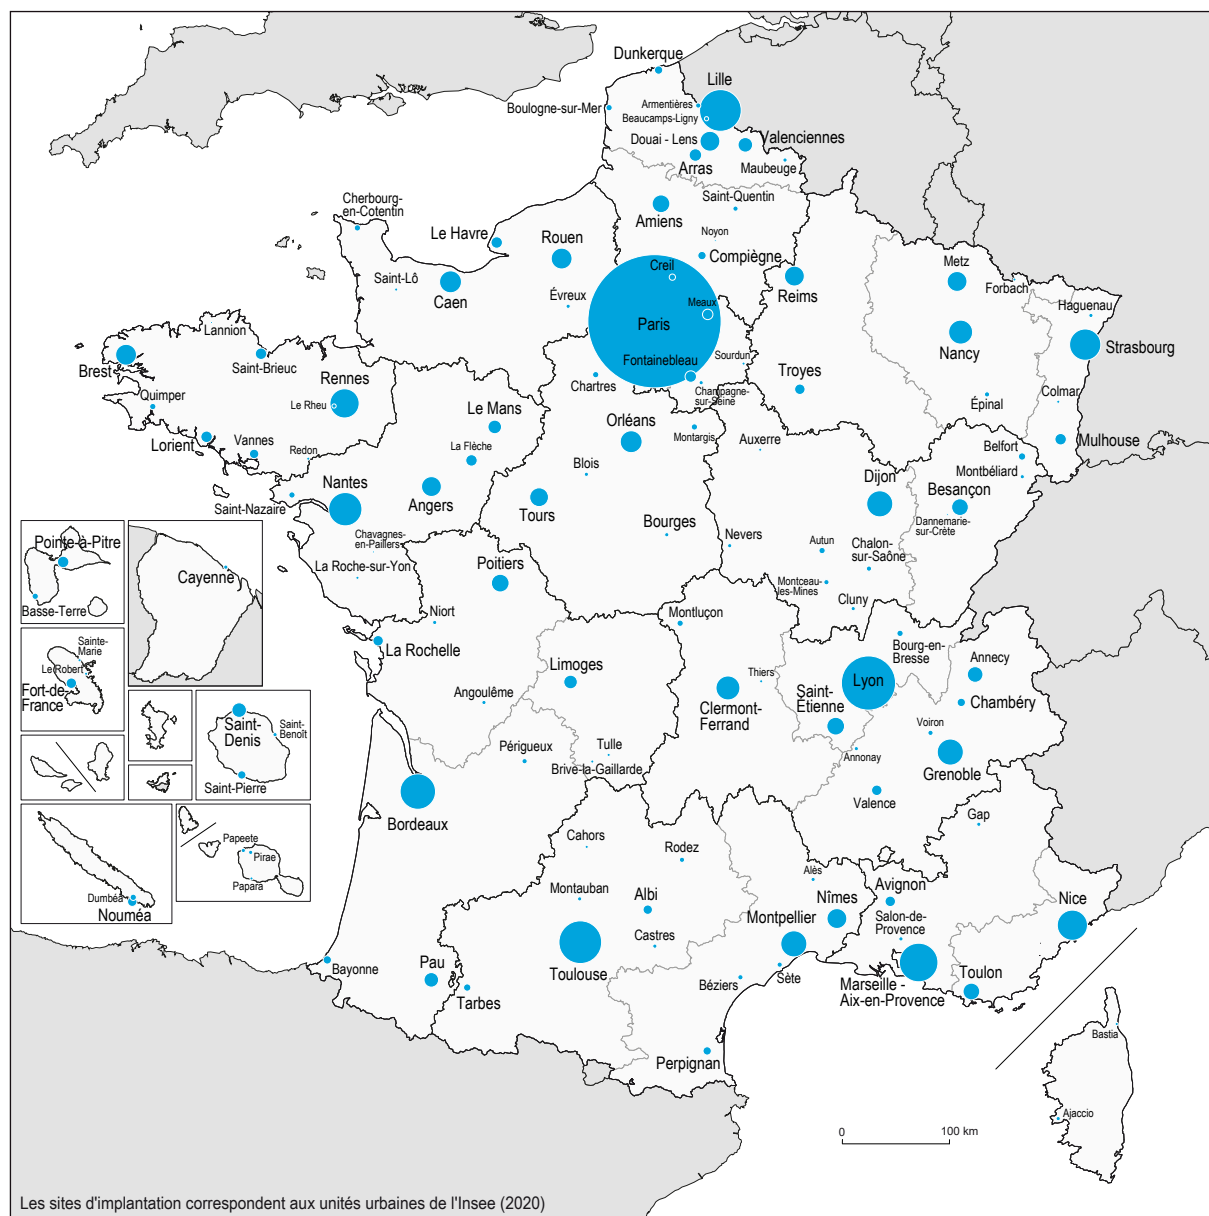 Dunkerque
Lille
Boulogne-sur-Mer
Armentières
Beaucamps-Ligny
Douai - Lens
Valenciennes
Arras
Maubeuge
Cherbourg-
en-Cotentin
Saint-Quentin
Amiens
Le Havre
Rouen
Noyon
Compiègne
Creil
Metz
Forbach
Saint-Lô
Caen
Évreux
Meaux
Reims
Haguenau
Paris
Lannion
Nancy
Strasbourg
Brest
Saint-Brieuc
Fontainebleau
Sourdun
Rennes
Chartres
Champagne-
sur-Seine
Troyes
Quimper
Le Rheu
Le Mans
Orléans
Épinal
Colmar
Lorient
Vannes
Redon
La Flèche
Montargis
Auxerre
Mulhouse
Belfort
Blois
Montbéliard
Nantes
Angers
Dijon
Besançon
Saint-Nazaire
Tours
Bourges
Dannemarie-
sur-Crète
Chavagnes-
en-Paillers
Nevers
Autun
Chalon-
sur-Saône
Pointe-à-Pitre
La Roche-sur-Yon
Poitiers
Cayenne
Montceau-
les-Mines
Basse-Terre
Niort
Montluçon
Cluny
Sainte-
Marie
La Rochelle
Bourg-en-
Bresse
Le Robert
Limoges
Annecy
Fort-de-
France
Thiers
Lyon
Angoulême
Clermont-
Ferrand
Saint-
Étienne
Chambéry
Saint-
Denis
Saint-
Benoît
Voiron
Périgueux
Tulle
Annonay
Brive-la-Gaillarde
Grenoble
Saint-Pierre
Valence
Bordeaux
Gap
Papeete
Cahors
Pirae
Rodez
Papara
Alès
Dumbéa
Montauban
Albi
Nîmes
Avignon
Nice
Nouméa
Montpellier
Salon-de-
Provence
Castres
Pau
Bayonne
Toulouse
Sète
Toulon
Tarbes
Béziers
Marseille -
Aix-en-Provence
Bastia
Perpignan
Ajaccio
0
100 km
Les sites d'implantation correspondent aux unités urbaines de l'Insee (2020)